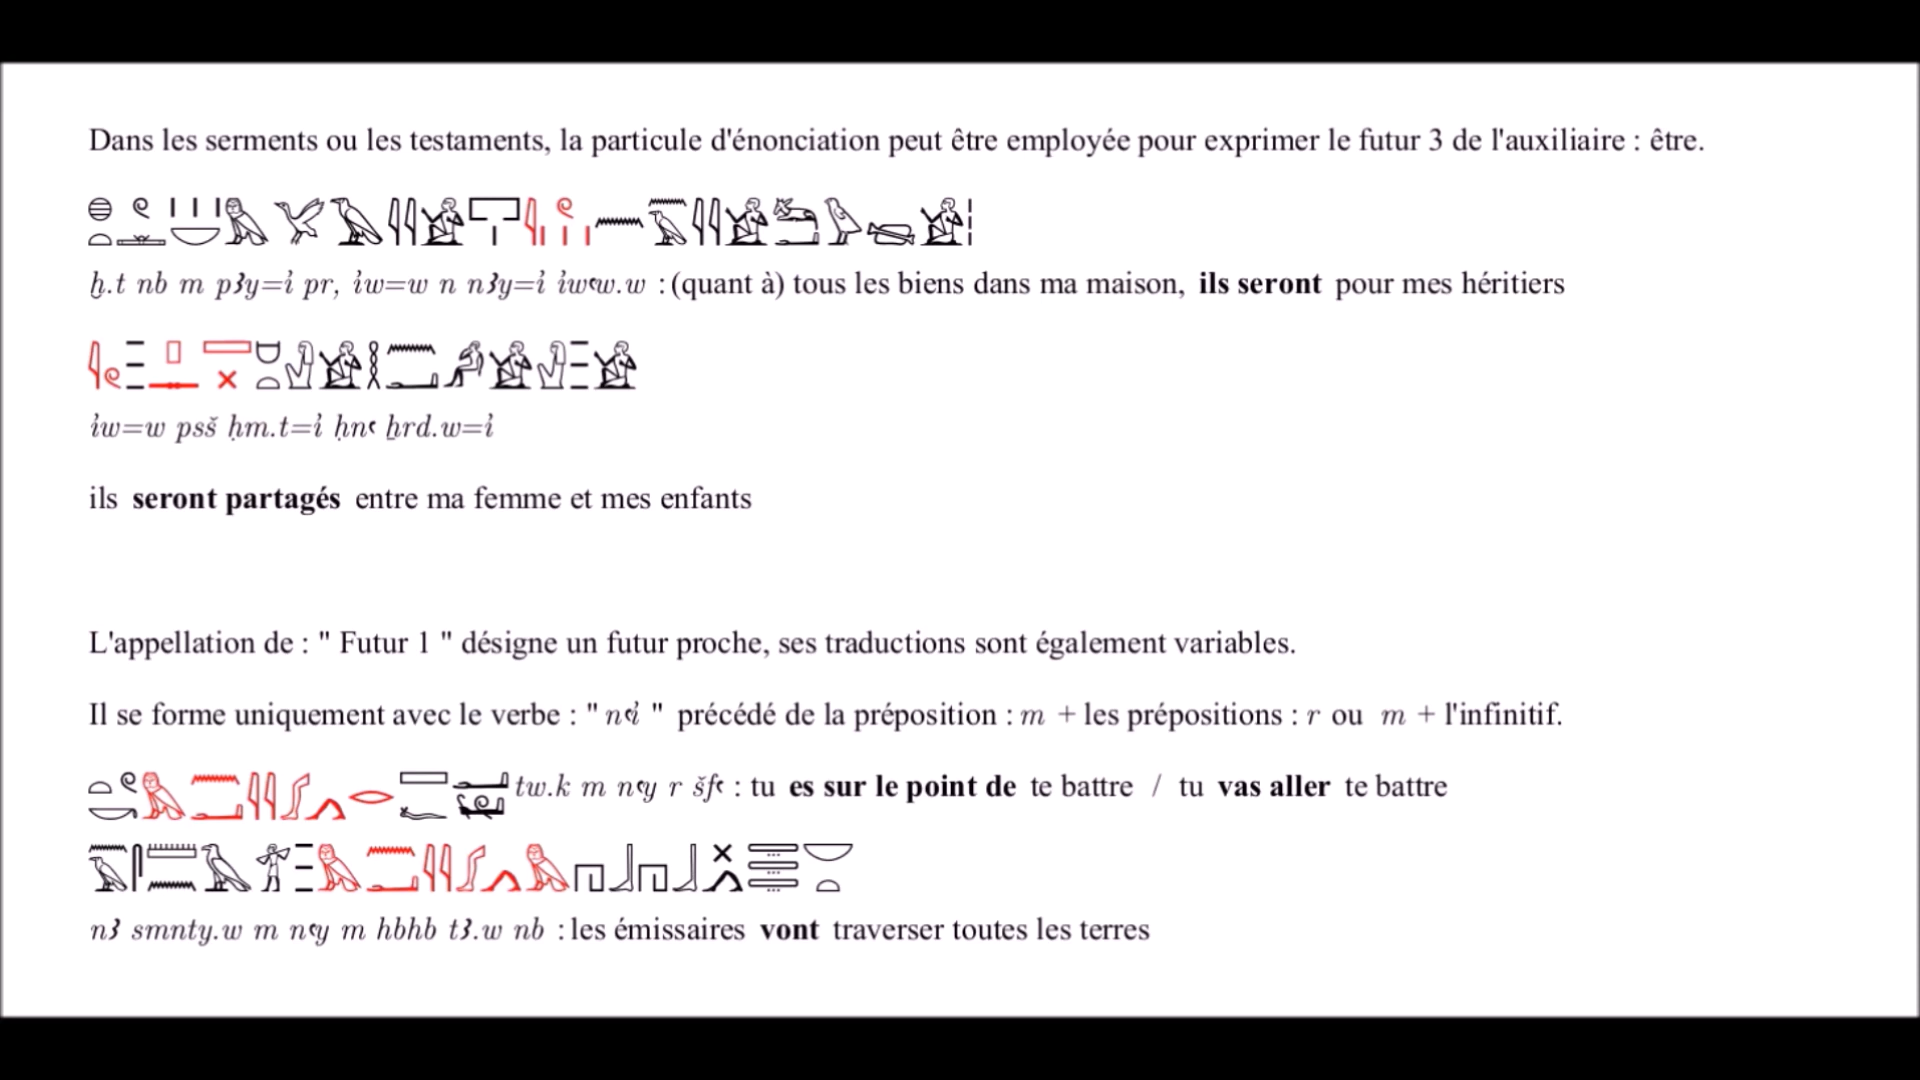 Dans les serments ou les testaments, la particule d'énonciation peut être employée pour exprimer le futur 3 de l'auxiliaire : être.
ẖ.t nb m pꜣy=ỉ pr, ỉw=w n nꜣy=ỉ ỉwꜥw.w : (quant à) tous les biens dans ma maison, ils seront pour mes héritiers
ỉw=w psš ḥm.t=ỉ ḥnꜥ ẖrd.w=ỉ
ils seront partagés entre ma femme et mes enfants
L'appellation de : " Futur 1 " désigne un futur proche, ses traductions sont également variables.
Il se forme uniquement avec le verbe : " nꜥỉ " précédé de la préposition : m + les prépositions : r ou m + l'infinitif.
tw.k m nꜥy r šfꜥ : tu es sur le point de te battre / tu vas aller te battre
nꜣ smnty.w m nꜥy m hbhb tꜣ.w nb : les émissaires vont traverser toutes les terres